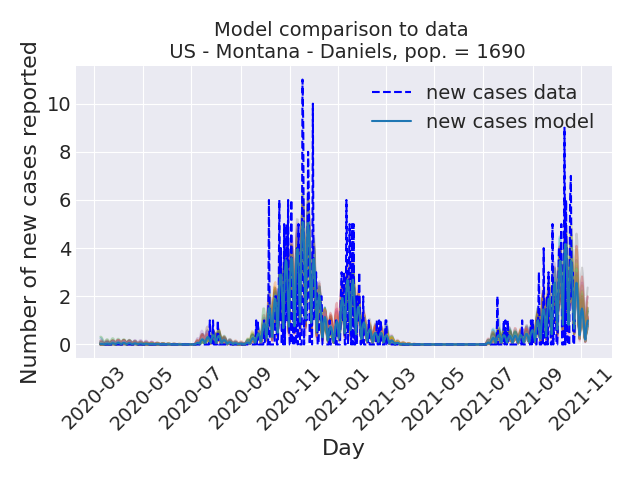 Model comparison to data
US - Montana - Daniels, pop. = 1690
new cases data
new cases model
Number of new cases reported
10
8
6
4
2
0
2020-03
2020-05
2020-07
2020-09
2020-11
2021-01
2021-03
2021-05
2021-07
2021-09
2021-11
Day